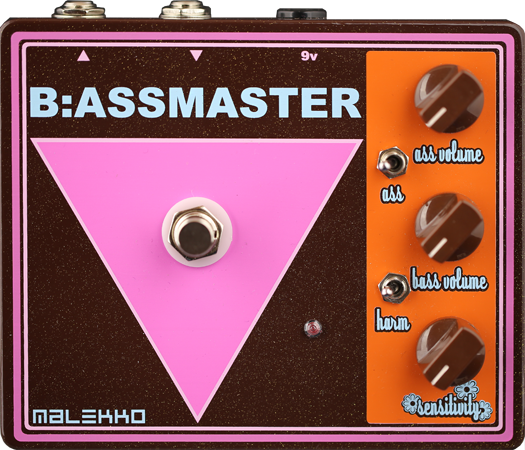 9v
B:ASSMASTER
ass volume
ass
bass volume
harm
sensitivity
MALEKKO